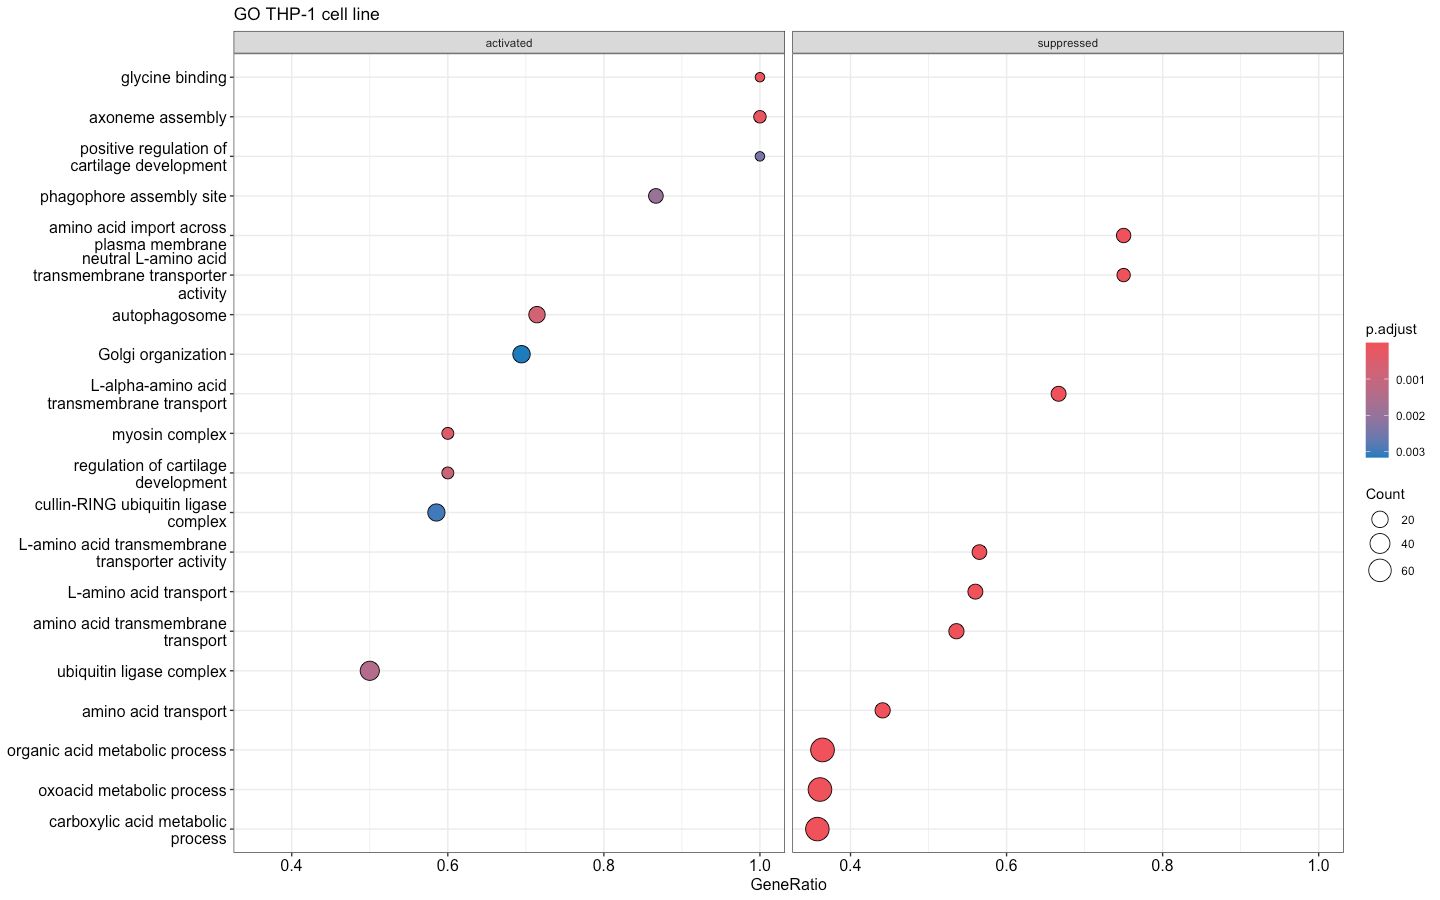 GO THP-1 cell line
activated
suppressed
glycine binding
axoneme assembly
positive regulation of
cartilage development
phagophore assembly site
amino acid import across
plasma membrane
neutral L-amino acid
transmembrane transporter
activity
autophagosome
Golgi organization
L-alpha-amino acid
transmembrane transport
myosin complex
regulation of cartilage
development
cullin-RING ubiquitin ligase
complex
L-amino acid transmembrane
transporter activity
L-amino acid transport
amino acid transmembrane
transport
ubiquitin ligase complex
amino acid transport
organic acid metabolic process
oxoacid metabolic process
carboxylic acid metabolic
process
0.4 0.6 0.8 1.0
0.4 0.6 0.8 1.0
GeneRatio
p.adjust
0.001
0.002
0.003
Count
20
40
60